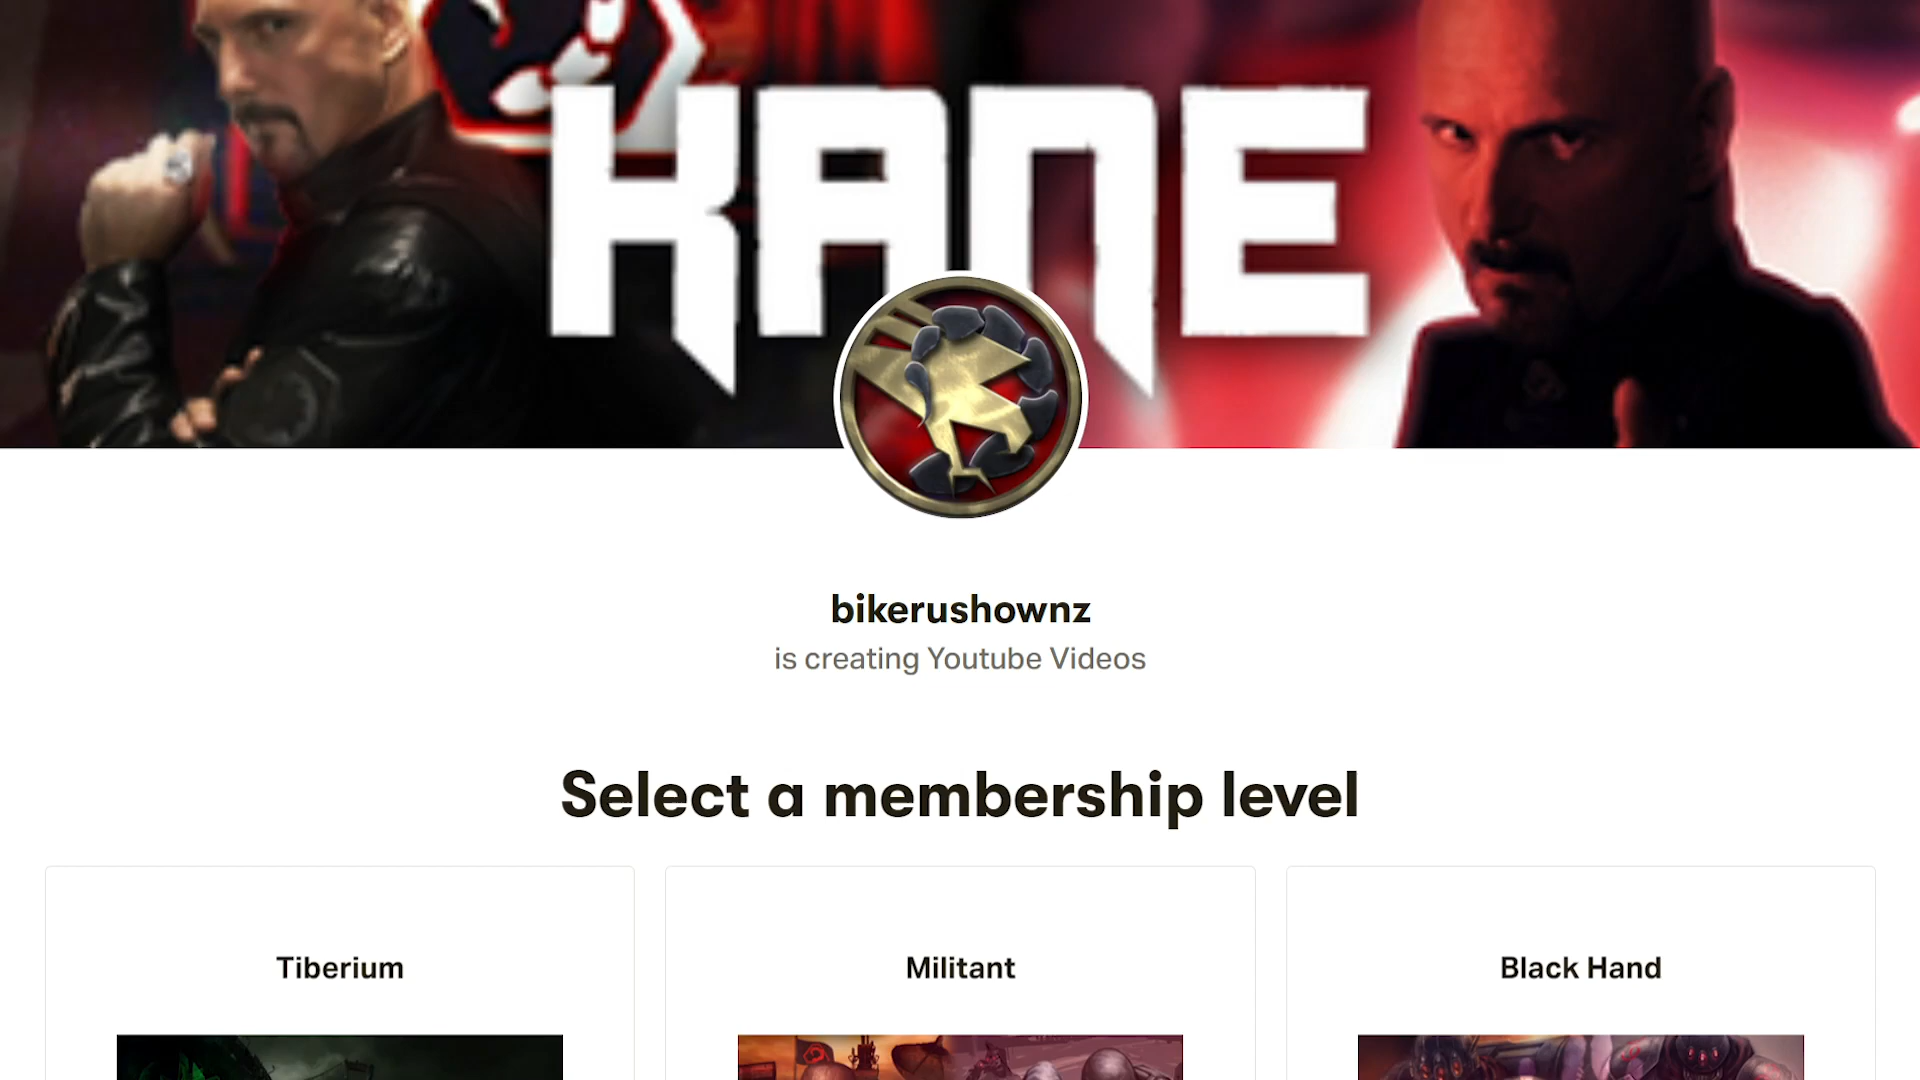 KANE
bikerushownz
is creating Youtube Videos
Select a membership level
Tiberium
Militant
Black Hand